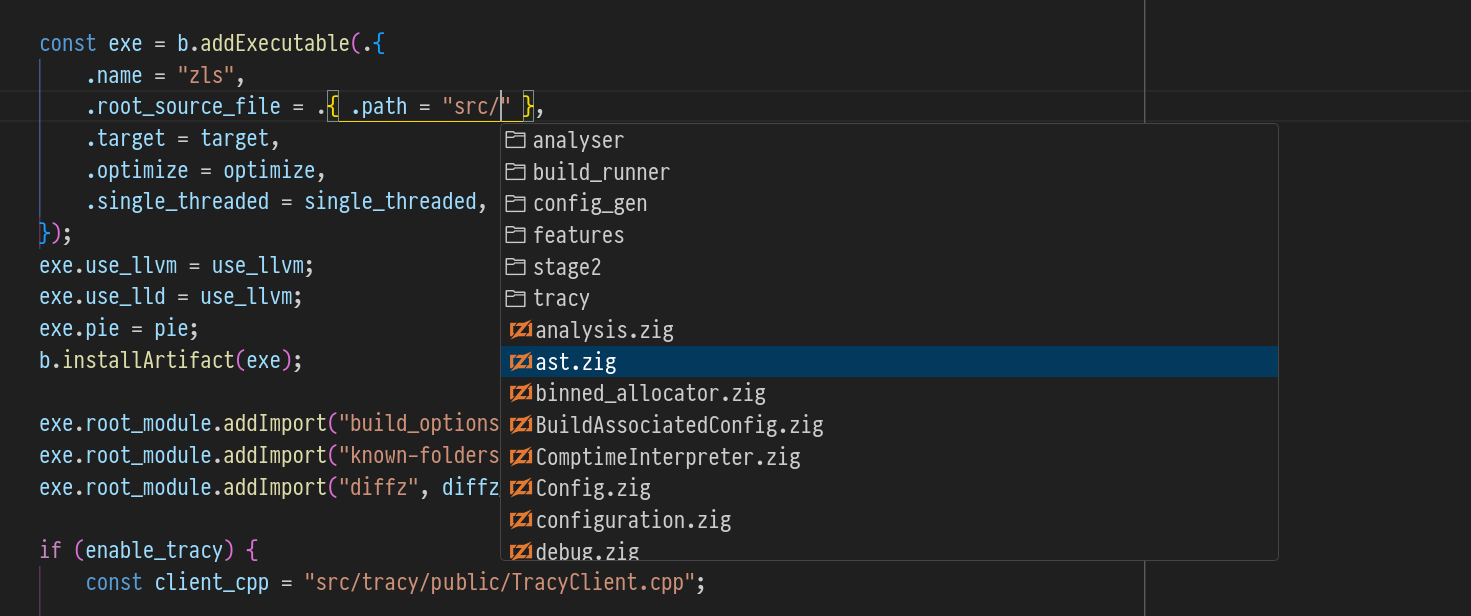 const exe = b.addExecutable(.{
.name = "zls",
.root_source_file = .{ .path = "src/" },
analyser
.target = target,
build_runner
.optimize = optimize,
config_gen
.single_threaded = single_threaded,
features
});
stage2
exe.use_llvm = use_llvm;
tracy
exe.use_lld = use_llvm;
analysis.zig
exe.pie = pie;
ast.zig
b.installArtifact(exe);
binned_allocator.zig
BuildAssociatedConfig.zig
exe.root_module.addImport("build_options
ComptimeInterpreter.zig
exe.root_module.addImport("known-folders
Config.zig
exe.root_module.addImport("diffz", diffz
configuration.zig
debug.zig
if (enable_tracy) {
const client_cpp = "src/tracy/public/TracyClient.cpp";